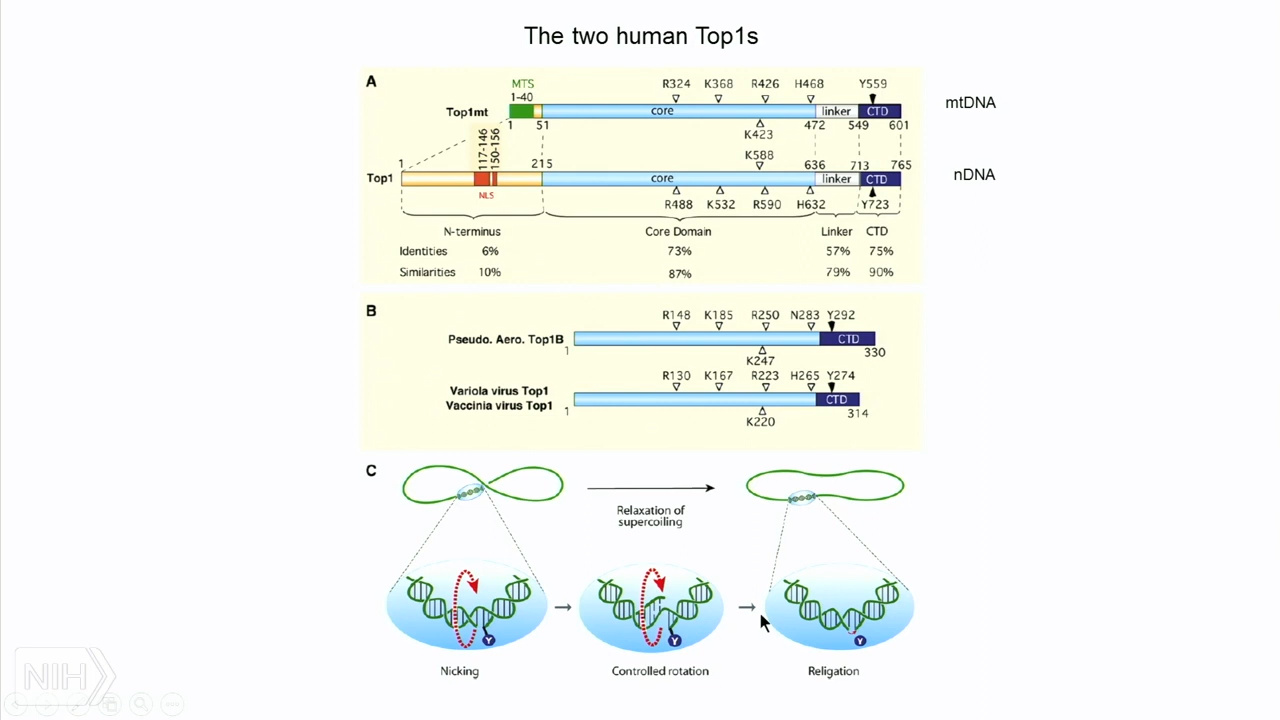 The two human Top1s
A
MTS
1-40
R324 K368 R426 H468 Y559
Top1mt
core
linker
CTD
mtDNA
1 51 472 549 601
K423
117-146
150-156
K588
1 215 636 713 765
Top1
core
linker
CTD
nDNA
NLS
R488 K532 R590 H632 Y723
N-terminus Core Domain Linker CTD
Identities 6% 73% 57% 75%
Similarities 10% 87% 79% 90%
B
R148 K185 R250 N283 Y292
Pseudo. Aero. Top1B
CTD
1 330
K247
R130 K167 R223 H265 Y274
Variola virus Top1
Vaccinia virus Top1
CTD
1 314
K220
C
Relaxation of
supercoiling
Y Y Y
Nicking Controlled rotation Religation
NIH